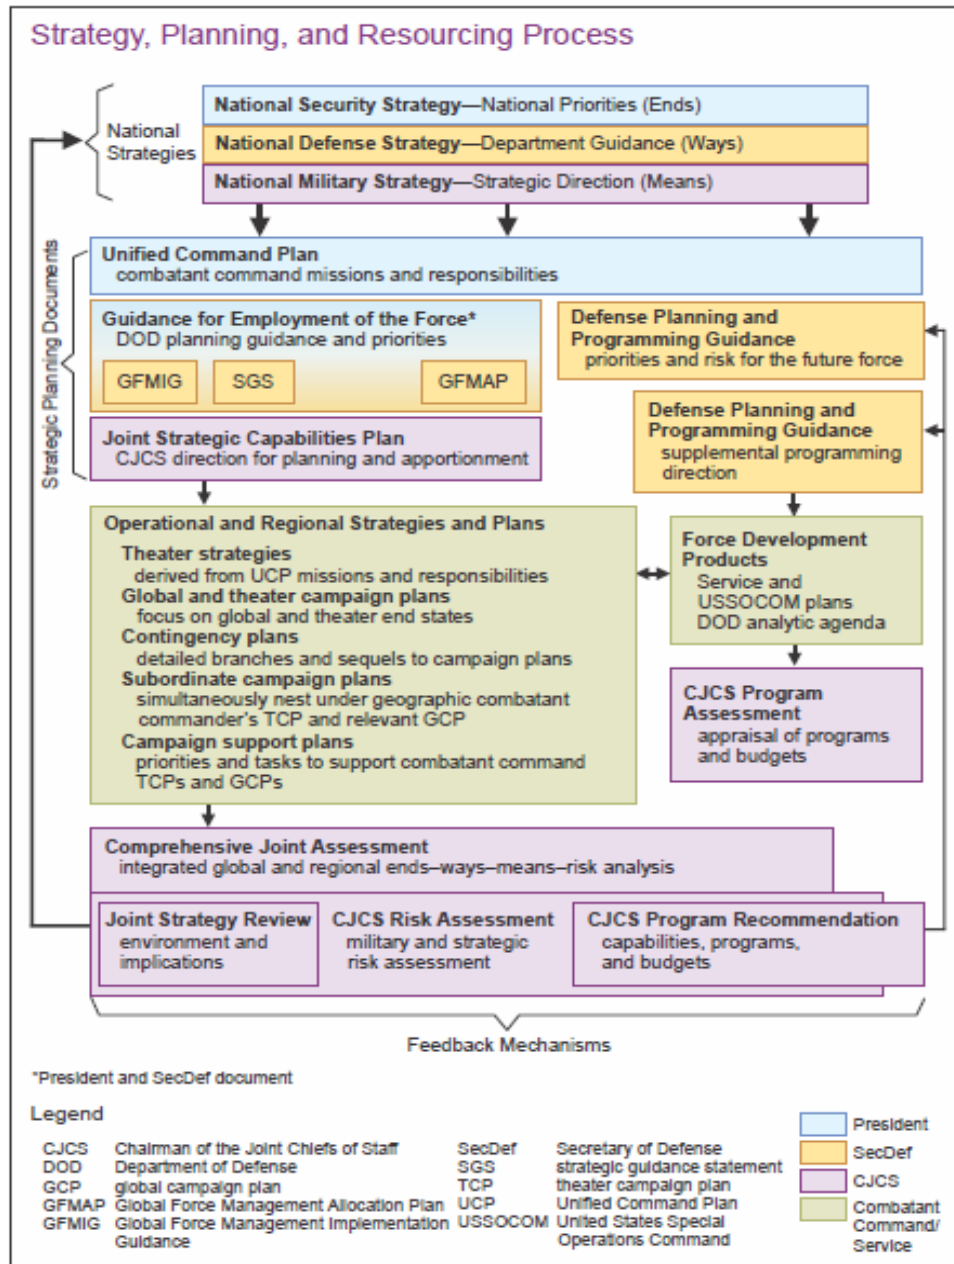 Strategy, Planning, and Resourcing Process
National Security Strategy—National Priorities (Ends)
National
Strategies
National Defense Strategy—Department Guidance (Ways)
National Military Strategy—Strategic Direction (Means)
Strategic Planning Documents
Unified Command Plan
combatant command missions and responsibilities
Guidance for Employment of the Force*
DOD planning guidance and priorities
GFMIG
SGS
GFMAP
Defense Planning and
Programming Guidance
priorities and risk for the future force
Joint Strategic Capabilities Plan
CJCS direction for planning and apportionment
Defense Planning and
Programming Guidance
supplemental programming
direction
Operational and Regional Strategies and Plans
Theater strategies
derived from UCP missions and responsibilities
Global and theater campaign plans
focus on global and theater end states
Contingency plans
detailed branches and sequels to campaign plans
Subordinate campaign plans
simultaneously nest under geographic combatant
commander's TCP and relevant GCP
Campaign support plans
priorities and tasks to support combatant command
TCPs and GCPs
Force Development
Products
Service and
USSOCOM plans
DOD analytic agenda
CJCS Program
Assessment
appraisal of programs
and budgets
Comprehensive Joint Assessment
integrated global and regional ends–ways–means–risk analysis
Joint Strategy Review
environment and
implications
CJCS Risk Assessment
military and strategic
risk assessment
CJCS Program Recommendation
capabilities, programs,
and budgets
Feedback Mechanisms
*President and SecDef document
Legend
CJCS Chairman of the Joint Chiefs of Staff
DOD Department of Defense
GCP global campaign plan
GFMAP Global Force Management Allocation Plan
GFMIG Global Force Management Implementation
Guidance
SecDef Secretary of Defense
SGS strategic guidance statement
TCP theater campaign plan
UCP Unified Command Plan
USSOCOM United States Special
Operations Command
President
SecDef
CJCS
Combatant
Command/
Service